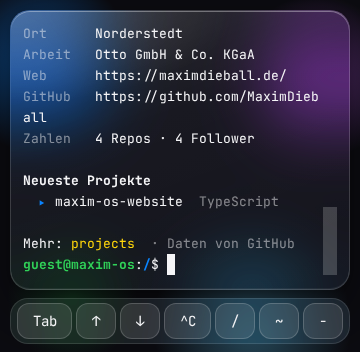 Ort      Norderstedt
Arbeit   Otto GmbH & Co. KGaA
Web      https://maximdieball.de/
GitHub   https://github.com/MaximDieb
all
Zahlen   4 Repos · 4 Follower
Neueste Projekte
▸ maxim-os-website  TypeScript
Mehr: projects  · Daten von GitHub
guest@maxim-os:/$
Tab ↑ ↓ ^C / ~ -